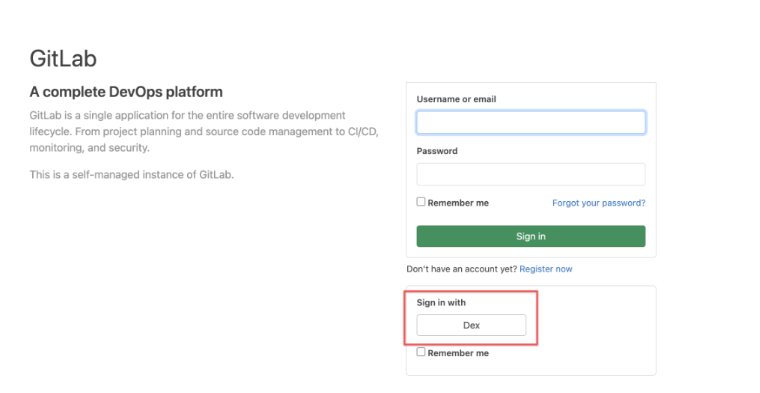 GitLab
A complete DevOps platform
GitLab is a single application for the entire software development
lifecycle. From project planning and source code management to CI/CD,
monitoring, and security.
This is a self-managed instance of GitLab.
Username or email
Password
Remember me
Forgot your password?
Sign in
Don't have an account yet? Register now
Sign in with
Dex
Remember me